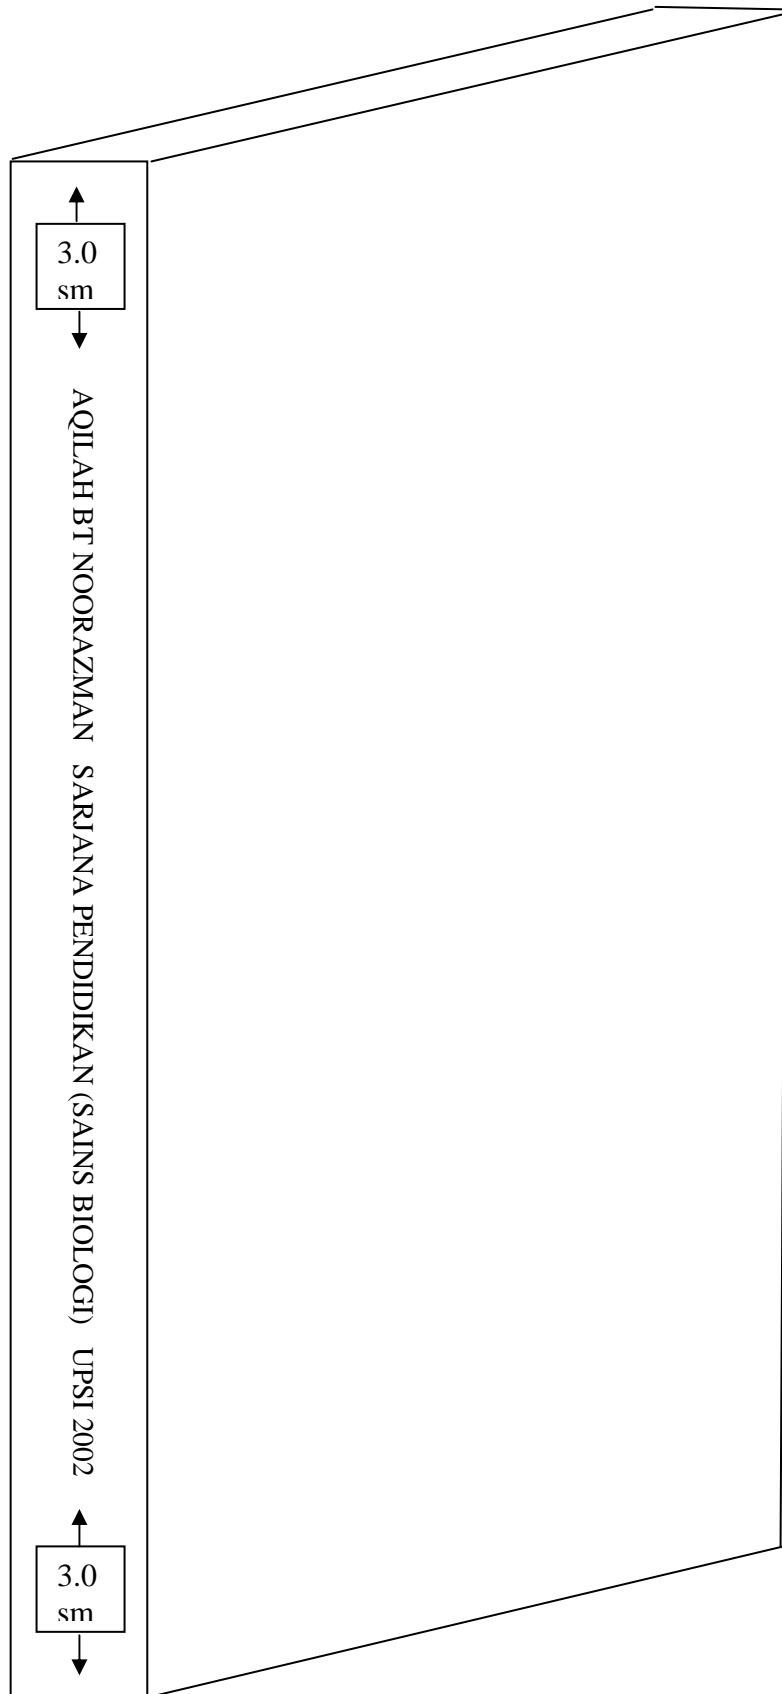 3.0
sm
AQILAH BT NOORAZMAN SARJANA PENDIDIKAN (SAINS BIOLOGI) UPSI 2002
3.0
sm